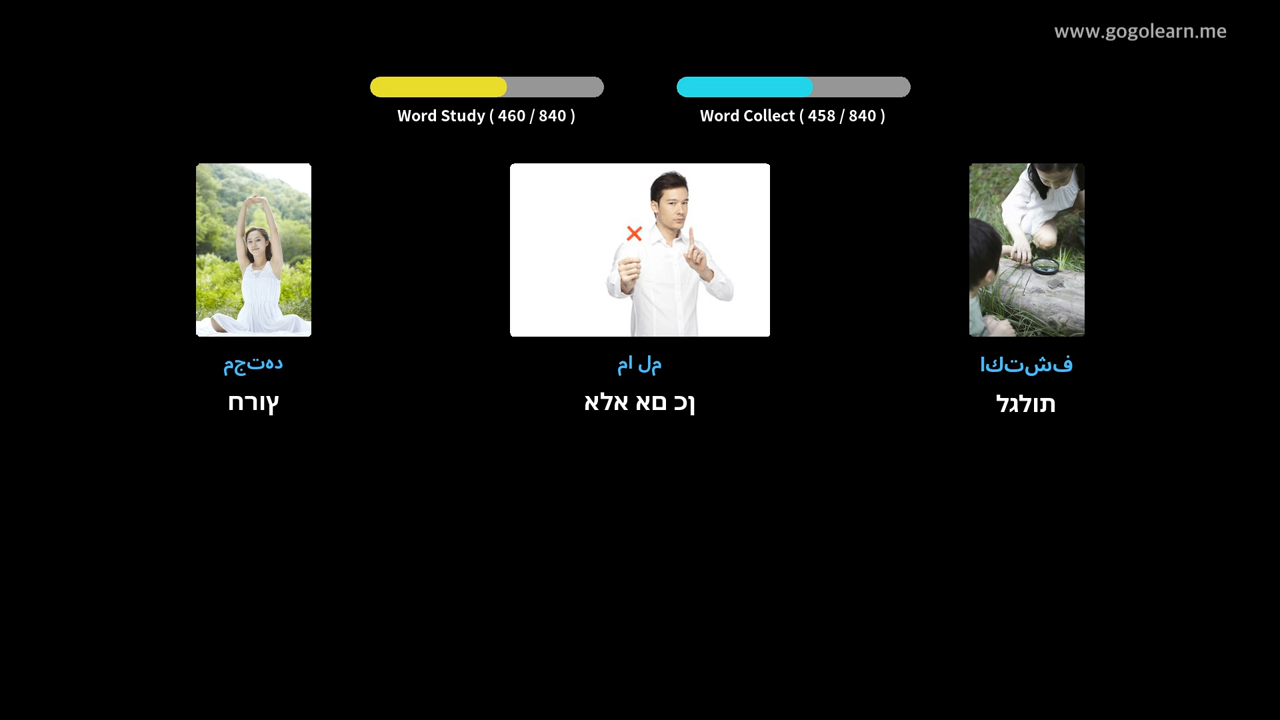 www.gogolearn.me
Word Study ( 460 / 840 )
Word Collect ( 458 / 840 )
دهتجم
ץורח
مل ام
ןכ םא אלא
فشتكا
תולגל